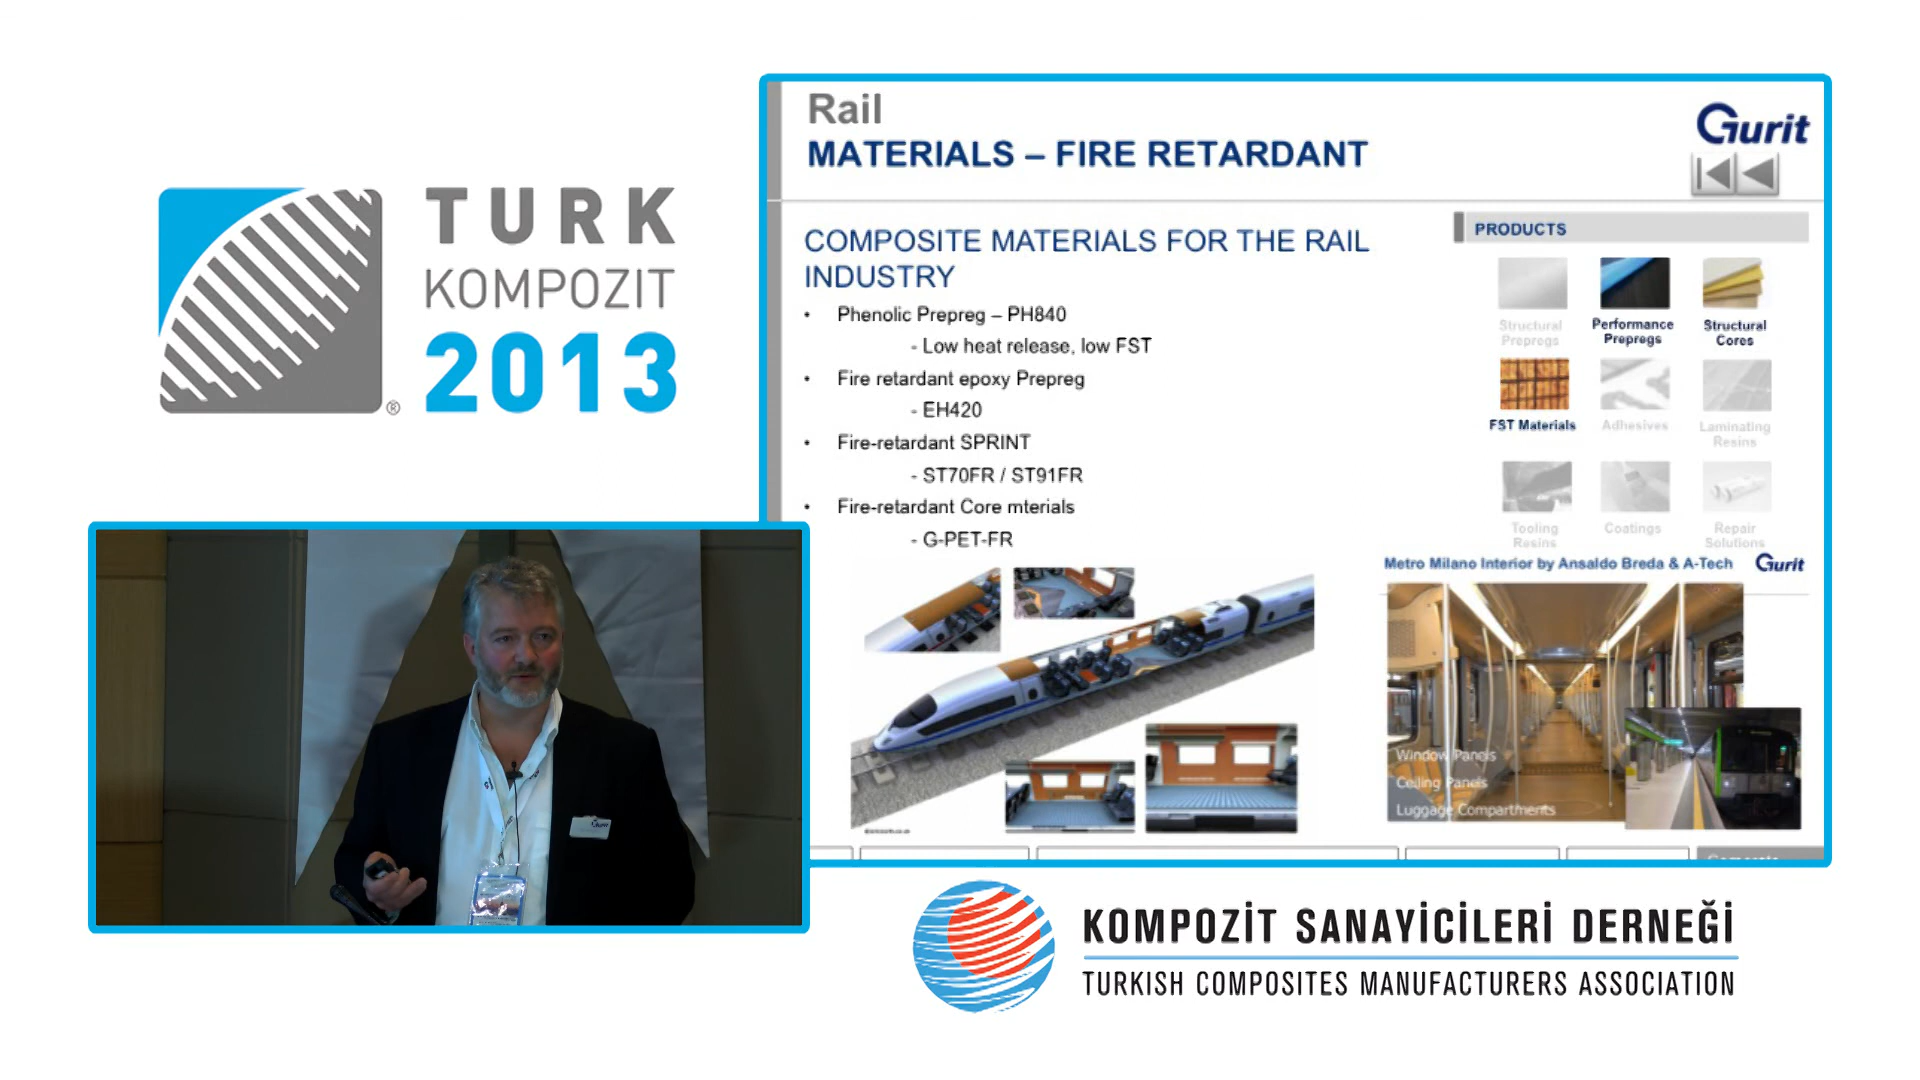 TURK
KOMPOZIT
2013
®
Rail
MATERIALS – FIRE RETARDANT
Gurit
COMPOSITE MATERIALS FOR THE RAIL
INDUSTRY
• Phenolic Prepreg – PH840
- Low heat release, low FST
• Fire retardant epoxy Prepreg
- EH420
• Fire-retardant SPRINT
- ST70FR / ST91FR
• Fire-retardant Core mterials
- G-PET-FR
PRODUCTS
Structural
Prepregs
Performance
Prepregs
Structural
Cores
FST Materials
Adhesives
Laminating
Resins
Tooling
Resins
Coatings
Repair
Solutions
Metro Milano Interior by Ansaldo Breda & A-Tech
Gurit
Window Panels
Ceiling Panels
Luggage Compartments
Gurit
KOMPOZİT SANAYİCİLERİ DERNEĞİ
TURKISH COMPOSITES MANUFACTURERS ASSOCIATION